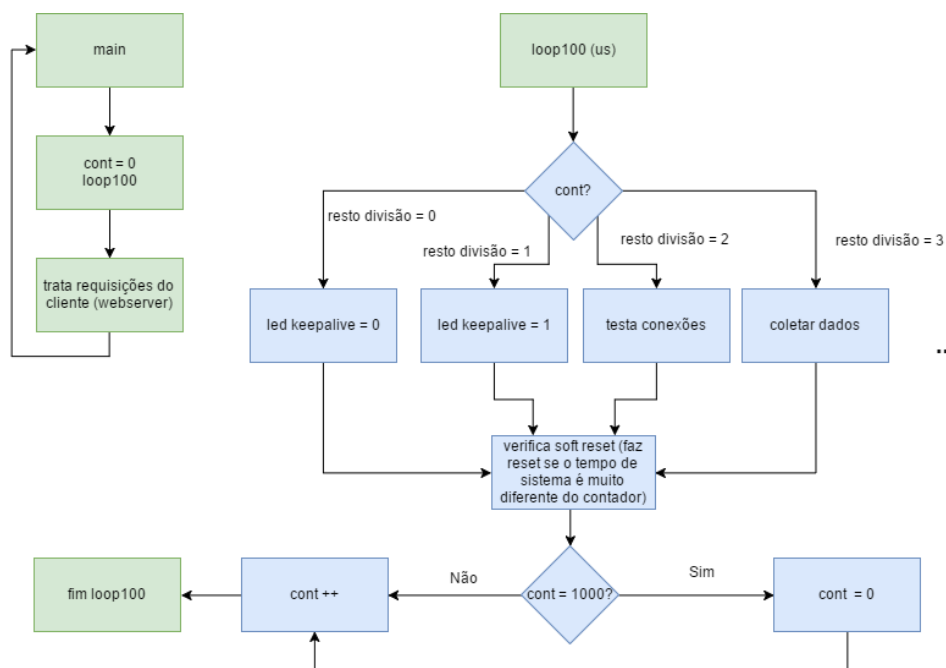 main
loop100 (us)
cont = 0
loop100
cont?
resto divisão = 0
resto divisão = 1
resto divisão = 2
resto divisão = 3
trata requisições do
cliente (webserver)
led keepalive = 0
led keepalive = 1
testa conexões
coletar dados
..
verifica soft reset (faz
reset se o tempo de
sistema é muito
diferente do contador)
fim loop100
cont ++
Não
cont = 1000?
Sim
cont = 0